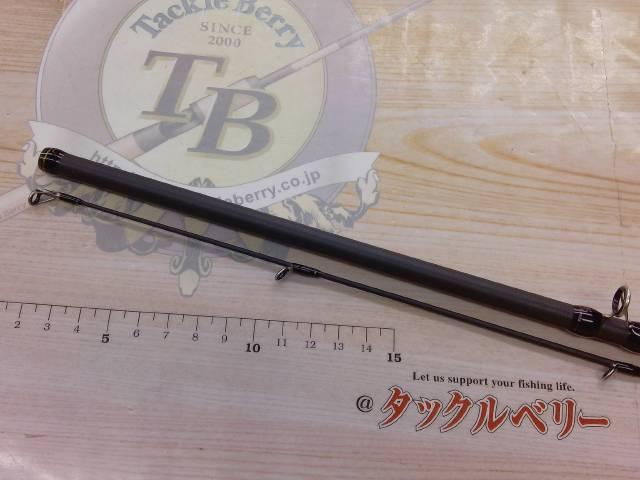 Tackle Berry
SINCE
2000
TB
eberry.co.jp
2 3 4 5 6 7 8 9 10 11 12 13 14 15
Let us support your fishing life.
@タックルベリー